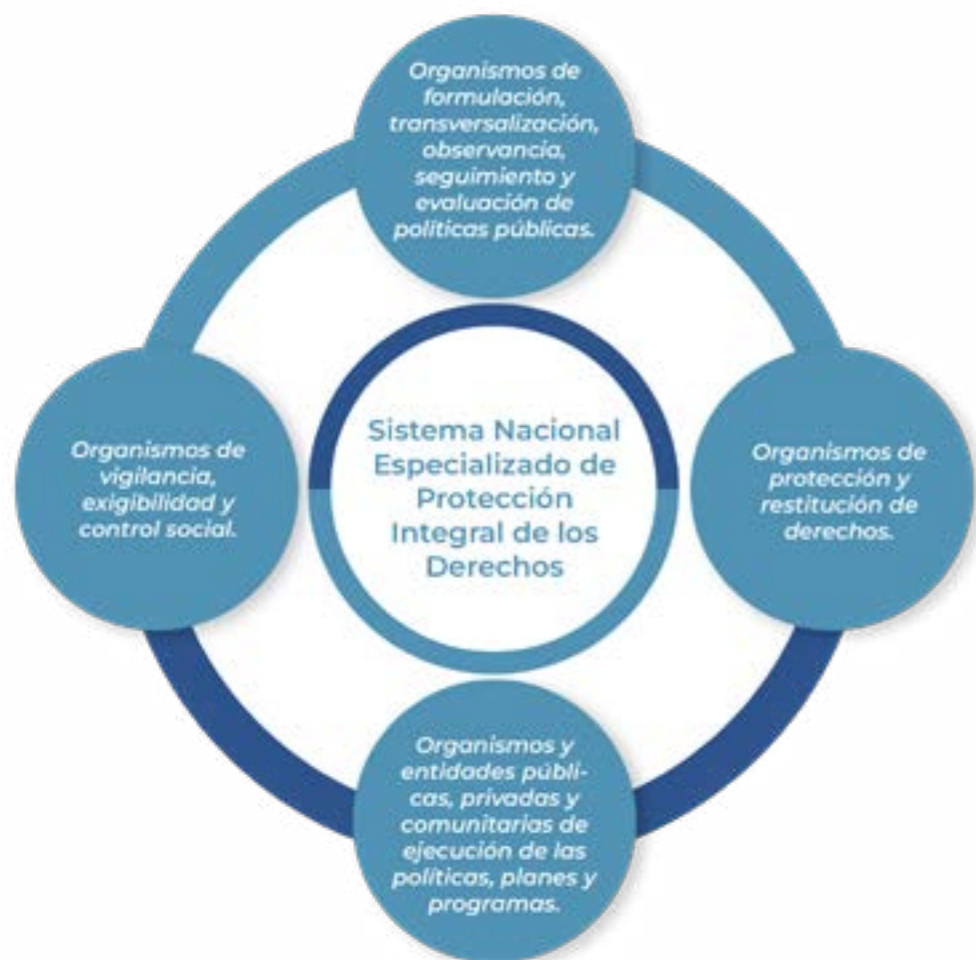 Organismos de
formulación,
transversalización,
observancia,
seguimiento y
evaluación de
políticas públicas.
Organismos de
vigilancia,
exigibilidad y
control social.
Sistema Nacional
Especializado de
Protección
Integral de los
Derechos
Organismos de
protección y
restitución de
derechos.
Organismos y
entidades públi-
cas, privadas y
comunitarias de
ejecución de las
políticas, planes y
programas.